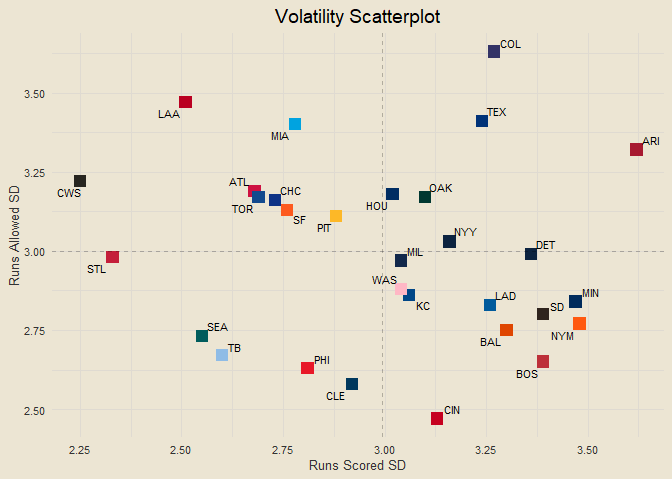 Volatility Scatterplot
COL
3.50
LAA
TEX
MIA
ARI
3.25
CWS
ATL
TOR
CHC
SF
PIT
HOU
OAK
NYY
3.00
STL
MIL
DET
WAS
KC
LAD
MIN
SD
2.75
SEA
TB
BAL
NYM
PHI
BOS
CLE
2.50
CIN
Runs Allowed SD
2.25 2.50 2.75 3.00 3.25 3.50
Runs Scored SD